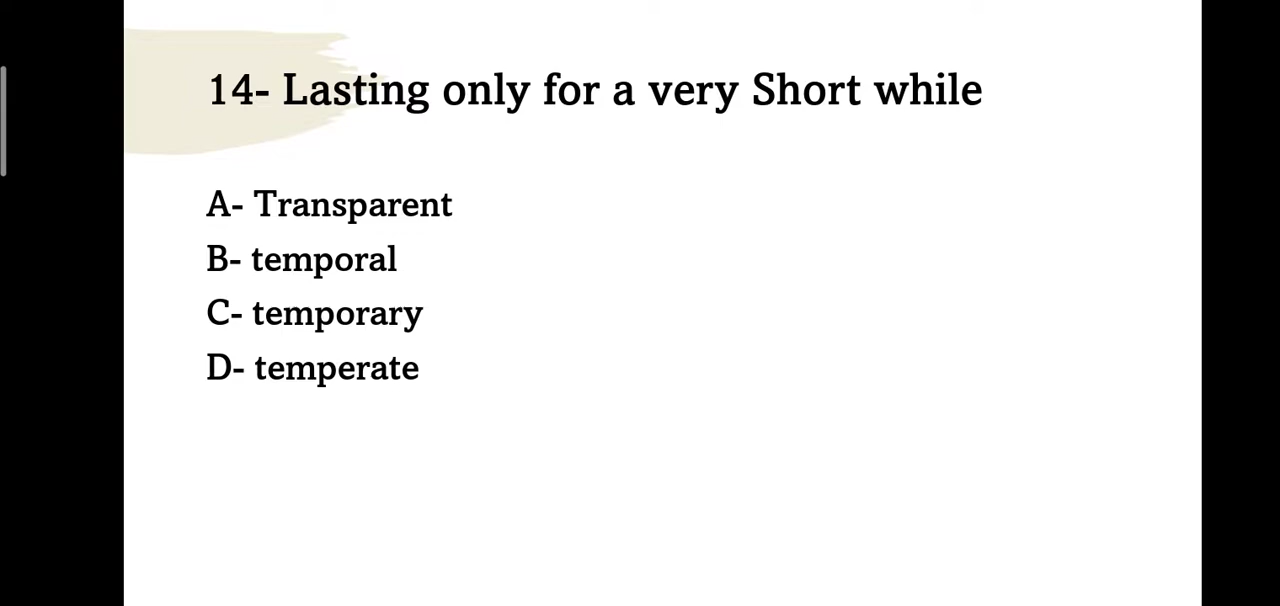 14- Lasting only for a very Short while
A- Transparent
B- temporal
C- temporary
D- temperate